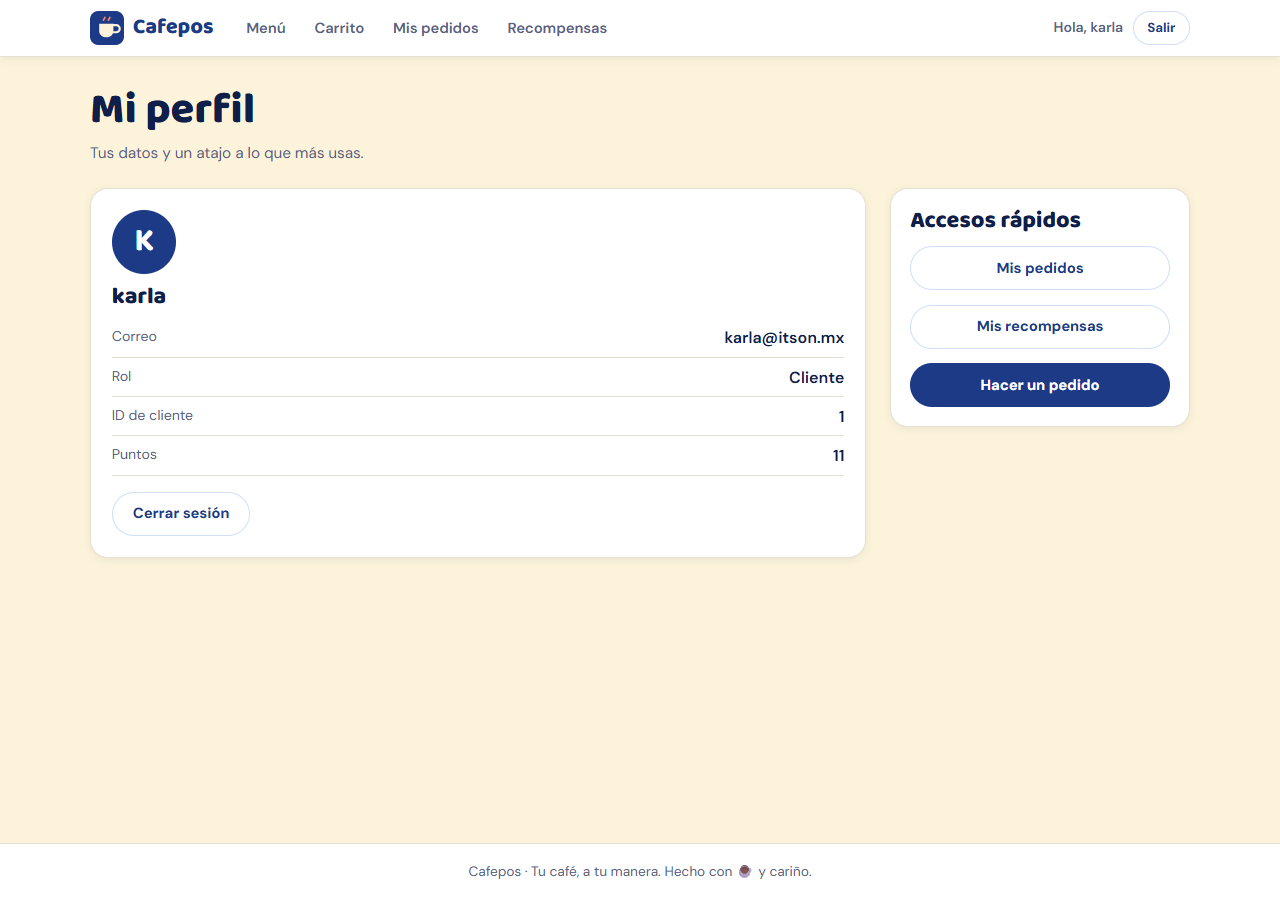 Cafepos
Menú
Carrito
Mis pedidos
Recompensas
Hola, karla
Salir
Mi perfil
Tus datos y un atajo a lo que más usas.
K
karla
Correo
karla@itson.mx
Rol
Cliente
ID de cliente
1
Puntos
11
Cerrar sesión
Accesos rápidos
Mis pedidos
Mis recompensas
Hacer un pedido
Cafepos · Tu café, a tu manera. Hecho con y cariño.